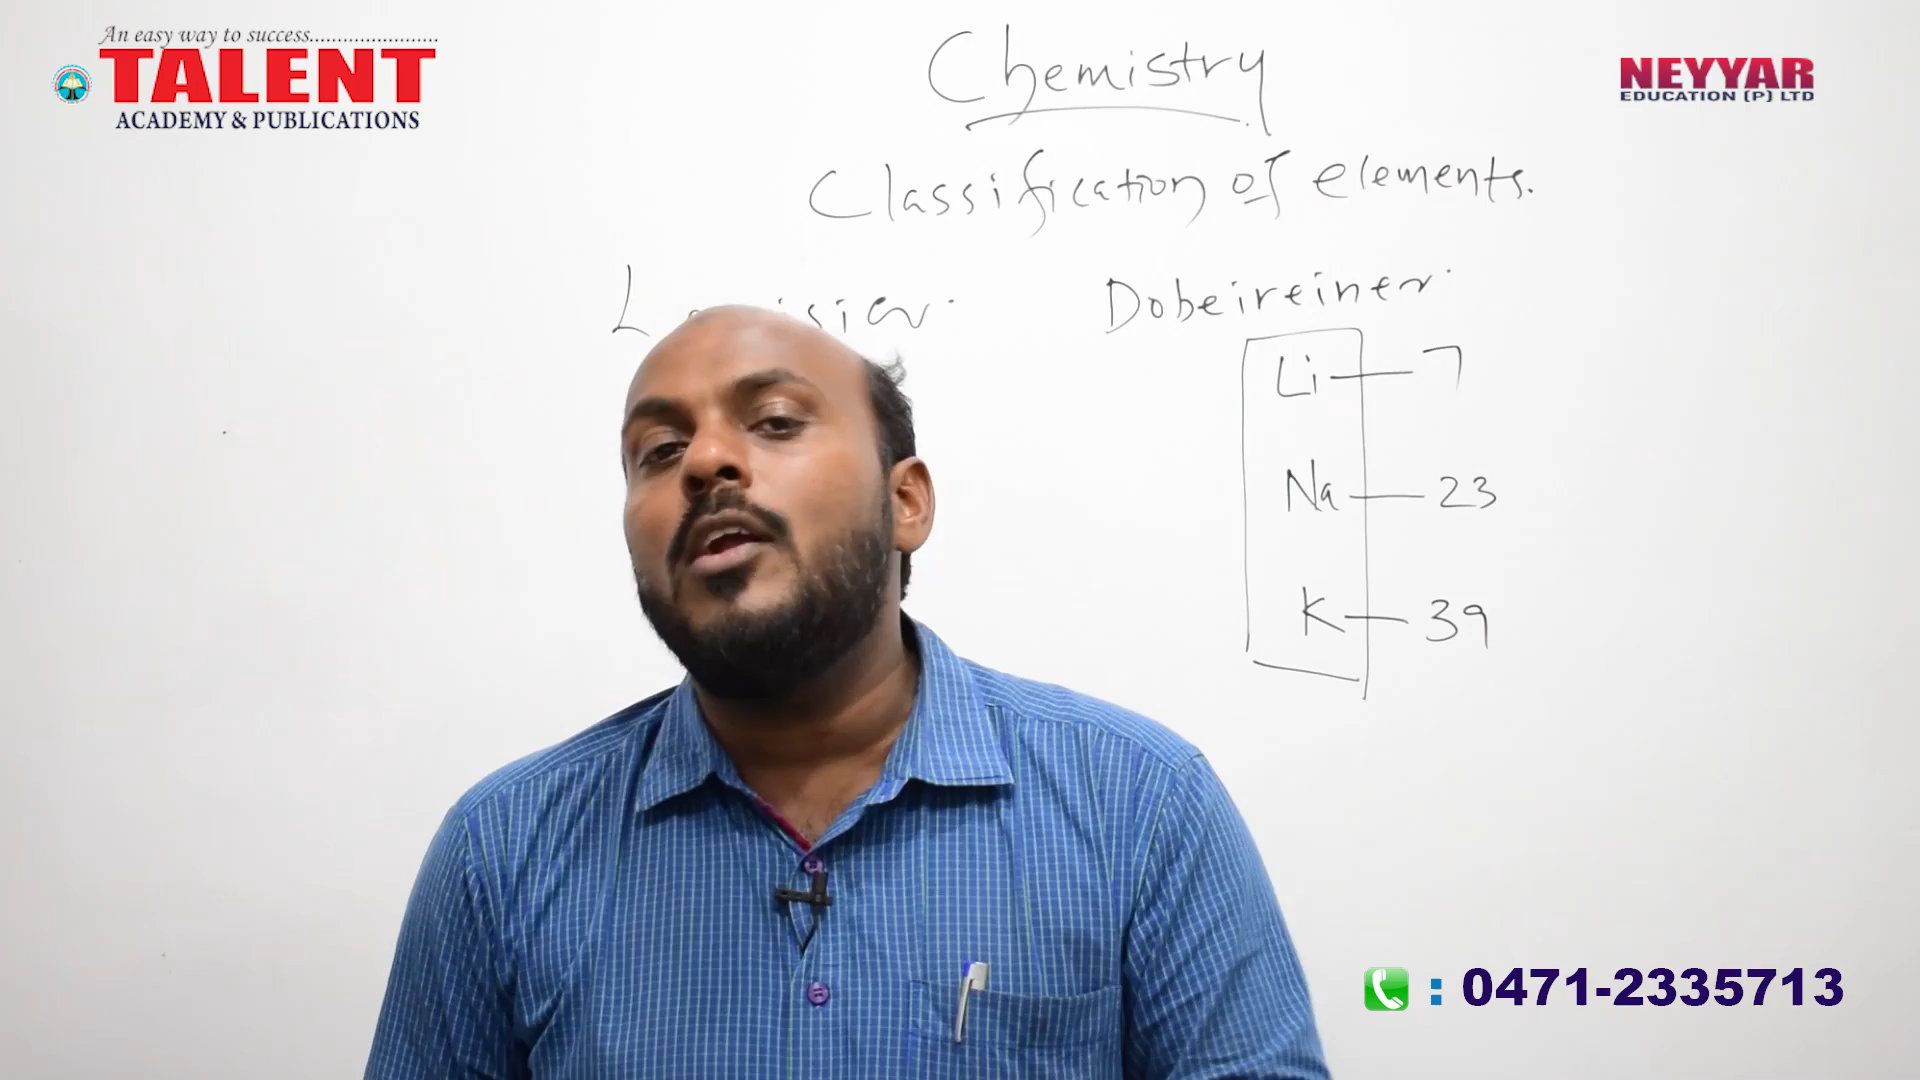 An easy way to success.......................
TALENT
ACADEMY & PUBLICATIONS
NEYYAR
EDUCATION (P) LTD
Chemistry
Classification of elements.
Dobeireiner.
Li — 7
Na — 23
K — 39
: 0471-2335713